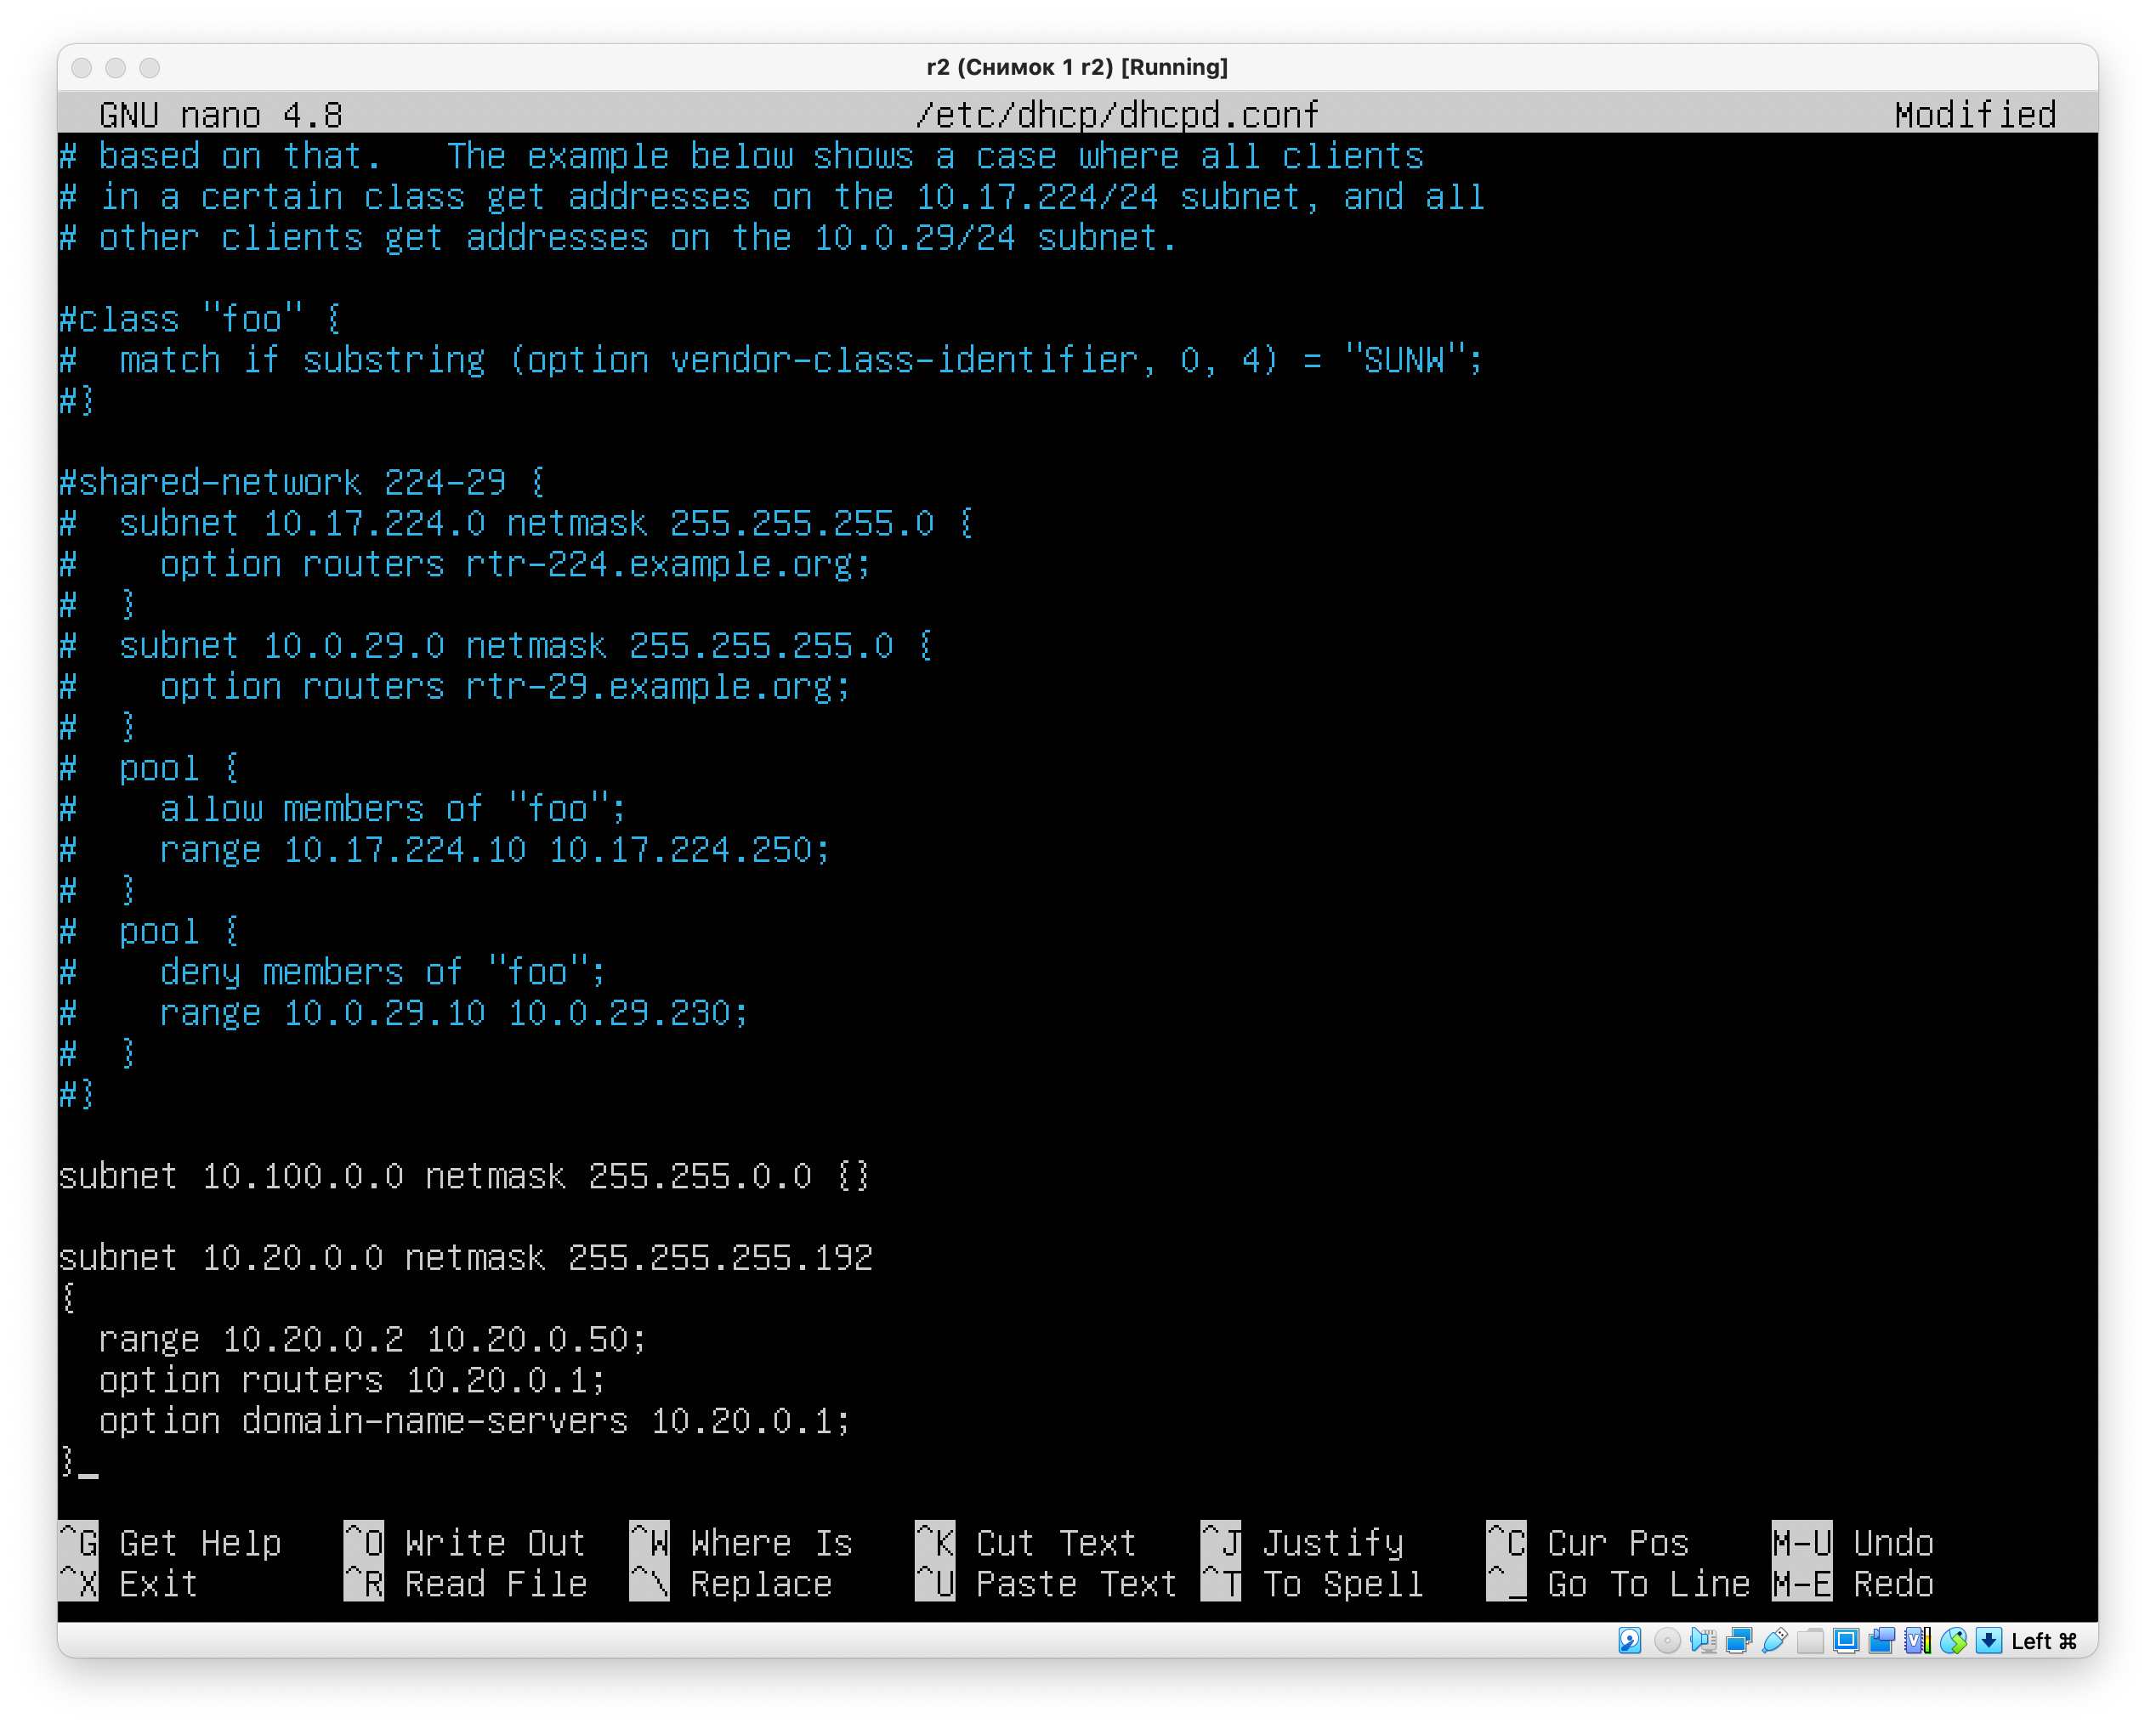 r2 (Снимок 1 r2) [Running]
GNU nano 4.8 /etc/dhcp/dhcpd.conf Modified
# based on that.   The example below shows a case where all clients
# in a certain class get addresses on the 10.17.224/24 subnet, and all
# other clients get addresses on the 10.0.29/24 subnet.
#class "foo" {
#  match if substring (option vendor-class-identifier, 0, 4) = "SUNW";
#}
#shared-network 224-29 {
#  subnet 10.17.224.0 netmask 255.255.255.0 {
#    option routers rtr-224.example.org;
#  }
#  subnet 10.0.29.0 netmask 255.255.255.0 {
#    option routers rtr-29.example.org;
#  }
#  pool {
#    allow members of "foo";
#    range 10.17.224.10 10.17.224.250;
#  }
#  pool {
#    deny members of "foo";
#    range 10.0.29.10 10.0.29.230;
#  }
#}
subnet 10.100.0.0 netmask 255.255.0.0 {}
subnet 10.20.0.0 netmask 255.255.255.192
{
  range 10.20.0.2 10.20.0.50;
  option routers 10.20.0.1;
  option domain-name-servers 10.20.0.1;
}_
^G Get Help ^O Write Out ^W Where Is ^K Cut Text ^J Justify ^C Cur Pos M-U Undo
^X Exit ^R Read File ^\ Replace ^U Paste Text ^T To Spell ^_ Go To Line M-E Redo
Left ⌘